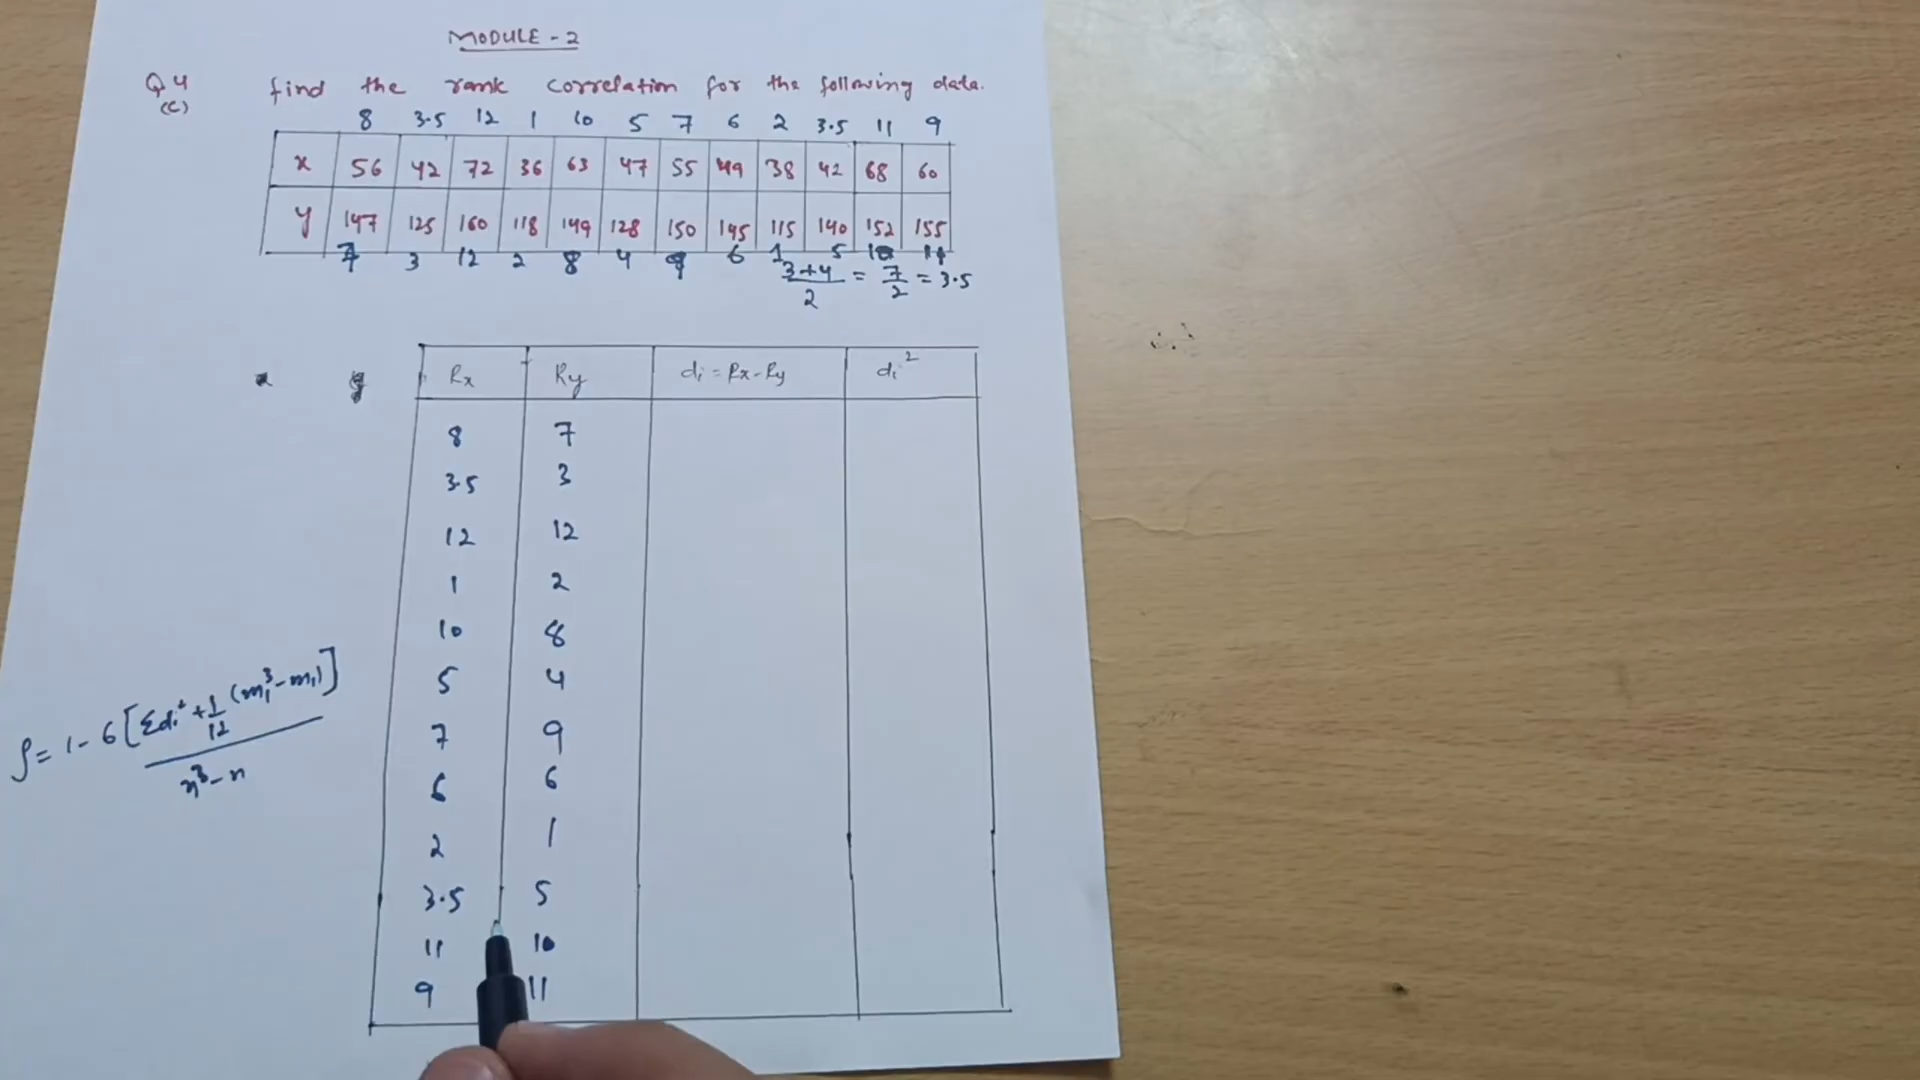 MODULE - 2
Q4 find the rank correlation for the following data.
(c)
8 3.5 12 1 10 5 7 6 2 3.5 11 9
x 56 42 72 36 63 47 55 49 38 42 68 60
y 147 125 160 118 149 128 150 145 115 140 152 155
7 3 12 2 8 4 9 6 1 5 10 11
3+4/2 = 7/2 = 3.5
x y Rx Ry di = Rx - Ry di²
8 7
3.5 3
12 12
1 2
10 8
5 4
7 9
6 6
2 1
3.5 5
11 10
9 11
ρ = 1 - 6[Σdi² + 1/12 (m₁³ - m₁)]
n³ - n